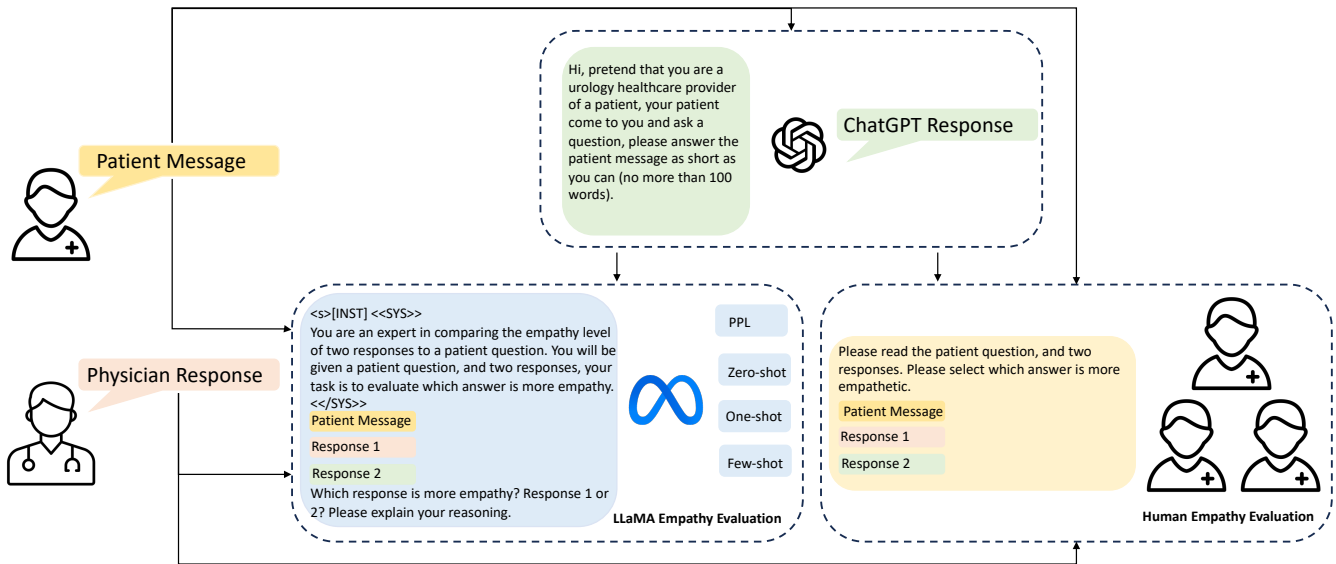 Hi, pretend that you are a
urology healthcare provider
of a patient, your patient
come to you and ask a
question, please answer the
patient message as short as
you can (no more than 100
words).
ChatGPT Response
Patient Message
Physician Response
<s>[INST] <<SYS>>
You are an expert in comparing the empathy level
of two responses to a patient question. You will be
given a patient question, and two responses, your
task is to evaluate which answer is more empathy.
<</SYS>>
Patient Message
Response 1
Response 2
Which response is more empathy? Response 1 or
2? Please explain your reasoning.
PPL
Zero-shot
One-shot
Few-shot
LLaMA Empathy Evaluation
Please read the patient question, and two
responses. Please select which answer is more
empathetic.
Patient Message
Response 1
Response 2
Human Empathy Evaluation